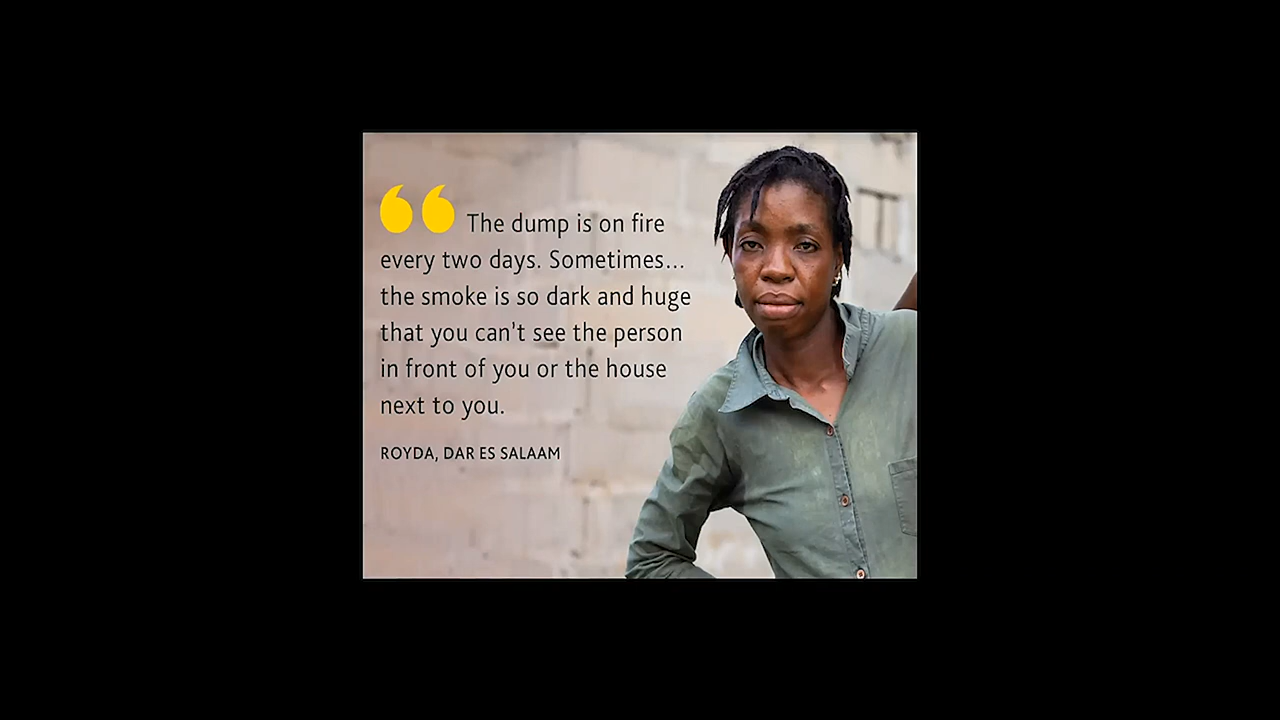 “ The dump is on fire
every two days. Sometimes...
the smoke is so dark and huge
that you can't see the person
in front of you or the house
next to you.
ROYDA, DAR ES SALAAM